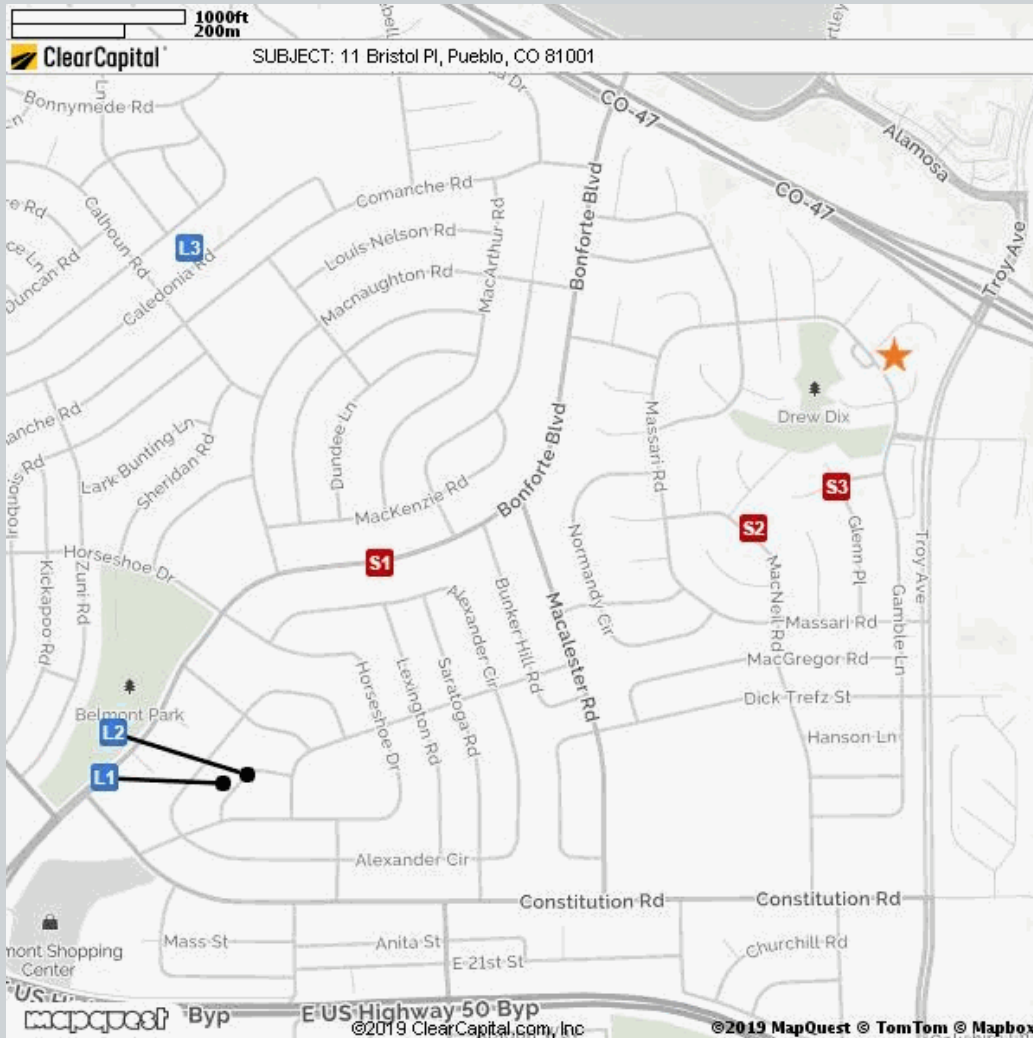 1000ft
200m
ClearCapital
SUBJECT: 11 Bristol Pl, Pueblo, CO 81001
Bonnymede Rd
CO-47
Alamosa
CO-47
Troy Ave
Comanche Rd
Calhoun Rd
L3
Louis Nelson Rd
MacArthur Rd
Bonforte Blvd
Duncan Rd
Caledonia Rd
Macnaughton Rd
Drew Dix
Dundee Ln
Massari Rd
Bonforte Blvd
Lark Bunting Ln
Sheridan Rd
Iroquois Rd
MacKenzie Rd
S3
S2
S1
Glenn Pl
Horseshoe Dr
Kickapoo Rd
Zuni Rd
Normandy Cir
MacNeil Rd
Troy Ave
Gamble Ln
Alexander Cir
Bunker Hill Rd
Macalester Rd
Massari Rd
MacGregor Rd
Horseshoe Dr
Lexington Rd
Saratoga Rd
Dick Trefz St
Belmont Park
L2
Hanson Ln
L1
Alexander Cir
Constitution Rd
Constitution Rd
Mass St
Anita St
Churchill Rd
mont Shopping
Center
E 21st St
US Hi
mapquest
Byp
E US Highway 50 Byp
©2019 ClearCapital.com, Inc
©2019 MapQuest © TomTom © Mapbox